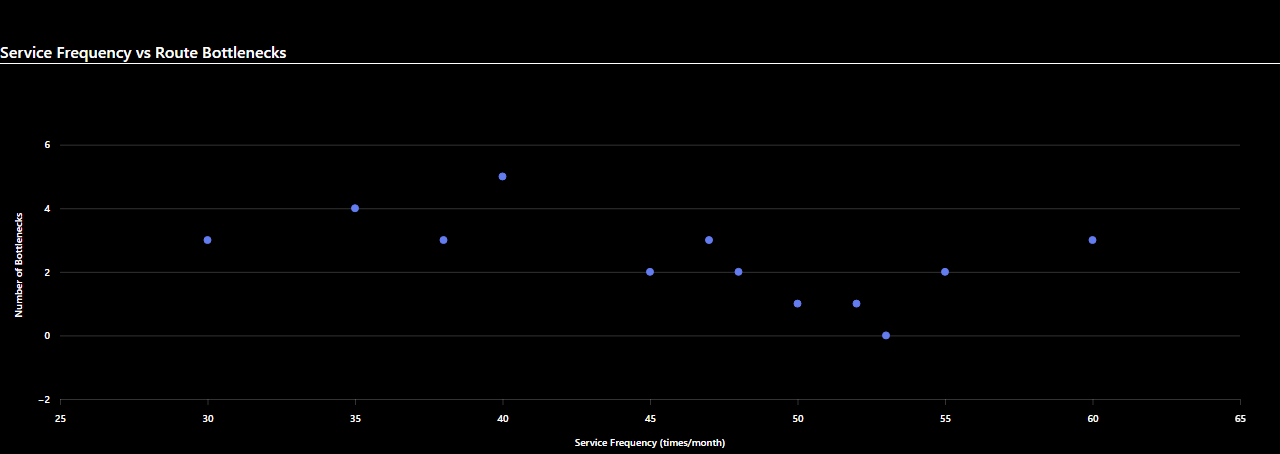 Service Frequency vs Route Bottlenecks
6
4
2
0
−2
Number of Bottlenecks
25 30 35 40 45 50 55 60 65
Service Frequency (times/month)